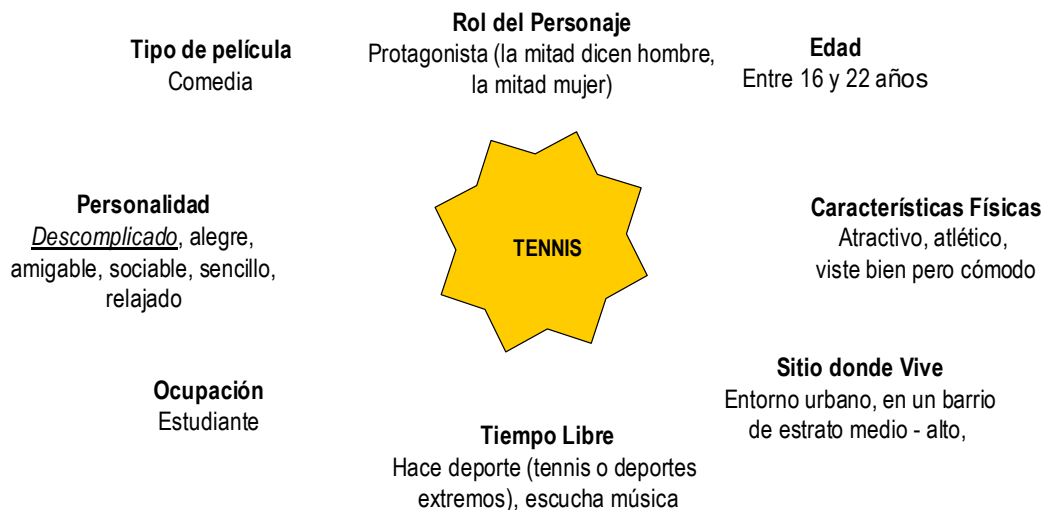 Rol del Personaje
Protagonista (la mitad dicen hombre,
la mitad mujer)
Tipo de película
Comedia
Edad
Entre 16 y 22 años
Personalidad
Descomplicado, alegre,
amigable, sociable, sencillo,
relajado
TENNIS
Características Físicas
Atractivo, atlético,
viste bien pero cómodo
Ocupación
Estudiante
Sitio donde Vive
Entorno urbano, en un barrio
de estrato medio - alto,
Tiempo Libre
Hace deporte (tennis o deportes
extremos), escucha música